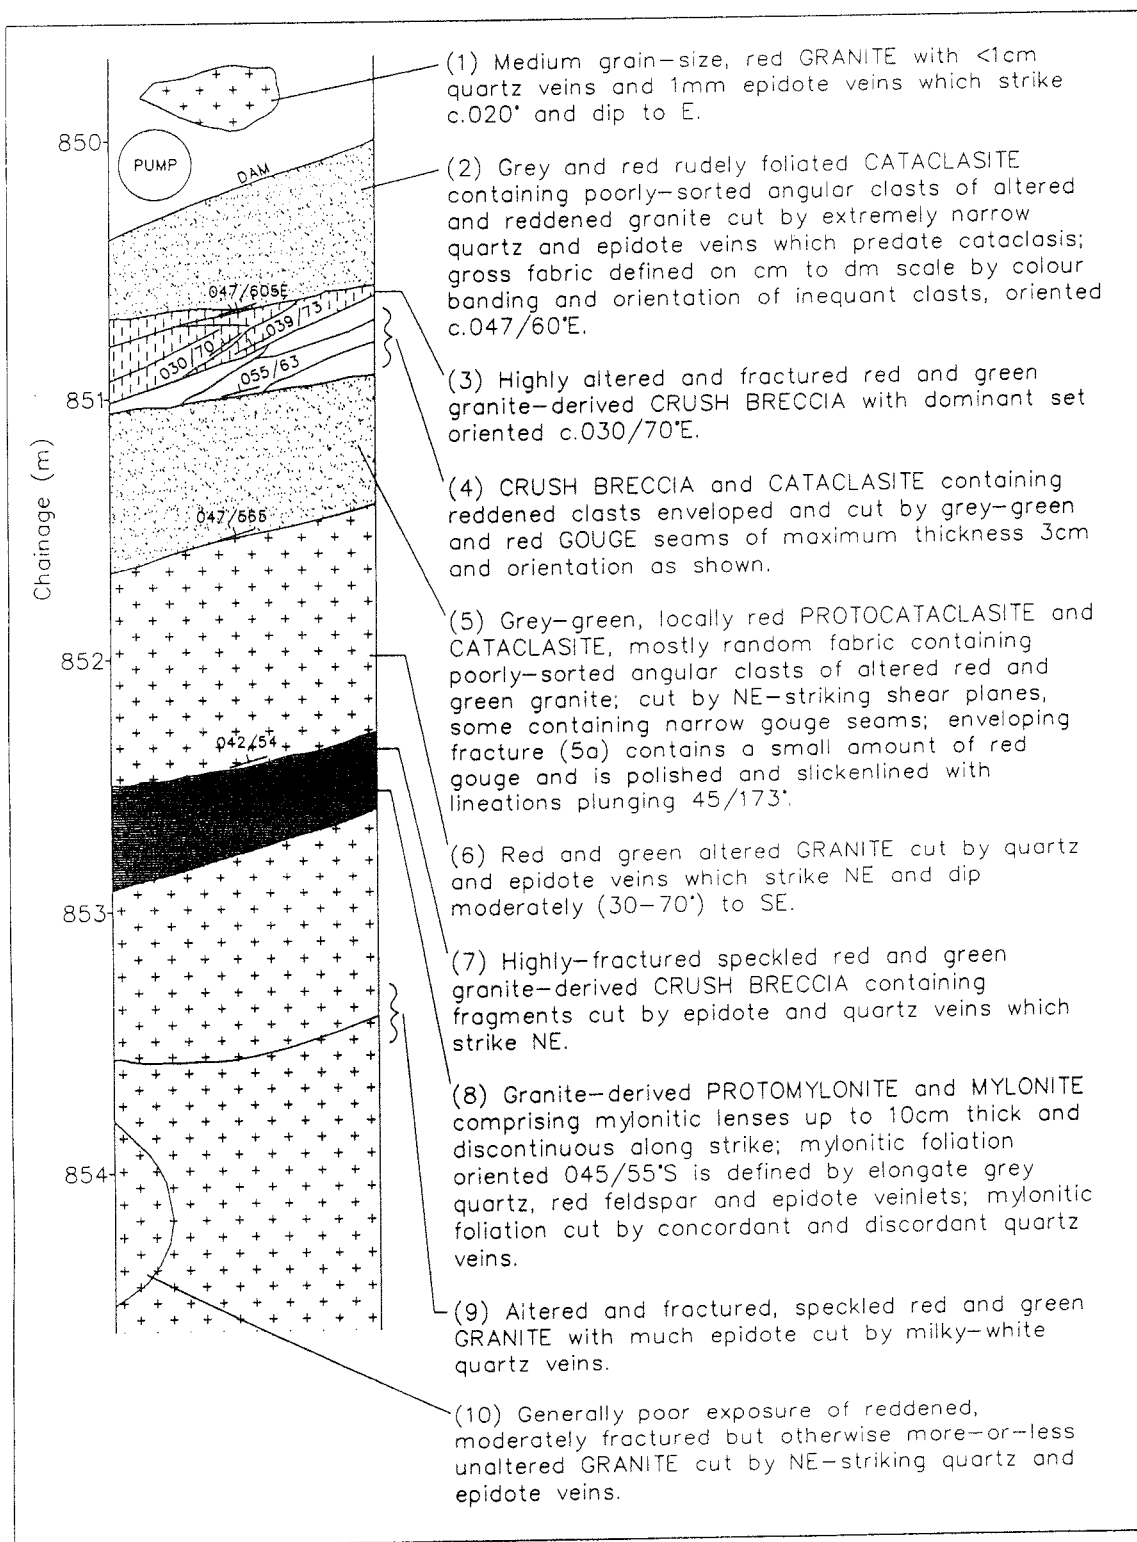 (1) Medium grain-size, red GRANITE with <1cm
quartz veins and 1mm epidote veins which strike
c.020° and dip to E.
850
PUMP
DAM
(2) Grey and red rudely foliated CATACLASITE
containing poorly-sorted angular clasts of altered
and reddened granite cut by extremely narrow
quartz and epidote veins which predate cataclasis;
gross fabric defined on cm to dm scale by colour
banding and orientation of inequant clasts, oriented
c.047/60°E.
047/605E
039/73
030/70
055/63
(3) Highly altered and fractured red and green
granite-derived CRUSH BRECCIA with dominant set
oriented c.030/70°E.
851
Chainage (m)
(4) CRUSH BRECCIA and CATACLASITE containing
reddened clasts enveloped and cut by grey-green
and red GOUGE seams of maximum thickness 3cm
and orientation as shown.
047/565
(5) Grey-green, locally red PROTOCATACLASITE and
CATACLASITE, mostly random fabric containing
poorly-sorted angular clasts of altered red and
green granite; cut by NE-striking shear planes,
some containing narrow gouge seams; enveloping
fracture (5a) contains a small amount of red
gouge and is polished and slickenlined with
lineations plunging 45/173°.
852
042/54
(6) Red and green altered GRANITE cut by quartz
and epidote veins which strike NE and dip
moderately (30-70°) to SE.
853
(7) Highly-fractured speckled red and green
granite-derived CRUSH BRECCIA containing
fragments cut by epidote and quartz veins which
strike NE.
(8) Granite-derived PROTOMYLONITE and MYLONITE
comprising mylonitic lenses up to 10cm thick and
discontinuous along strike; mylonitic foliation
oriented 045/55°S is defined by elongate grey
quartz, red feldspar and epidote veinlets; mylonitic
foliation cut by concordant and discordant quartz
veins.
854
(9) Altered and fractured, speckled red and green
GRANITE with much epidote cut by milky-white
quartz veins.
(10) Generally poor exposure of reddened,
moderately fractured but otherwise more-or-less
unaltered GRANITE cut by NE-striking quartz and
epidote veins.